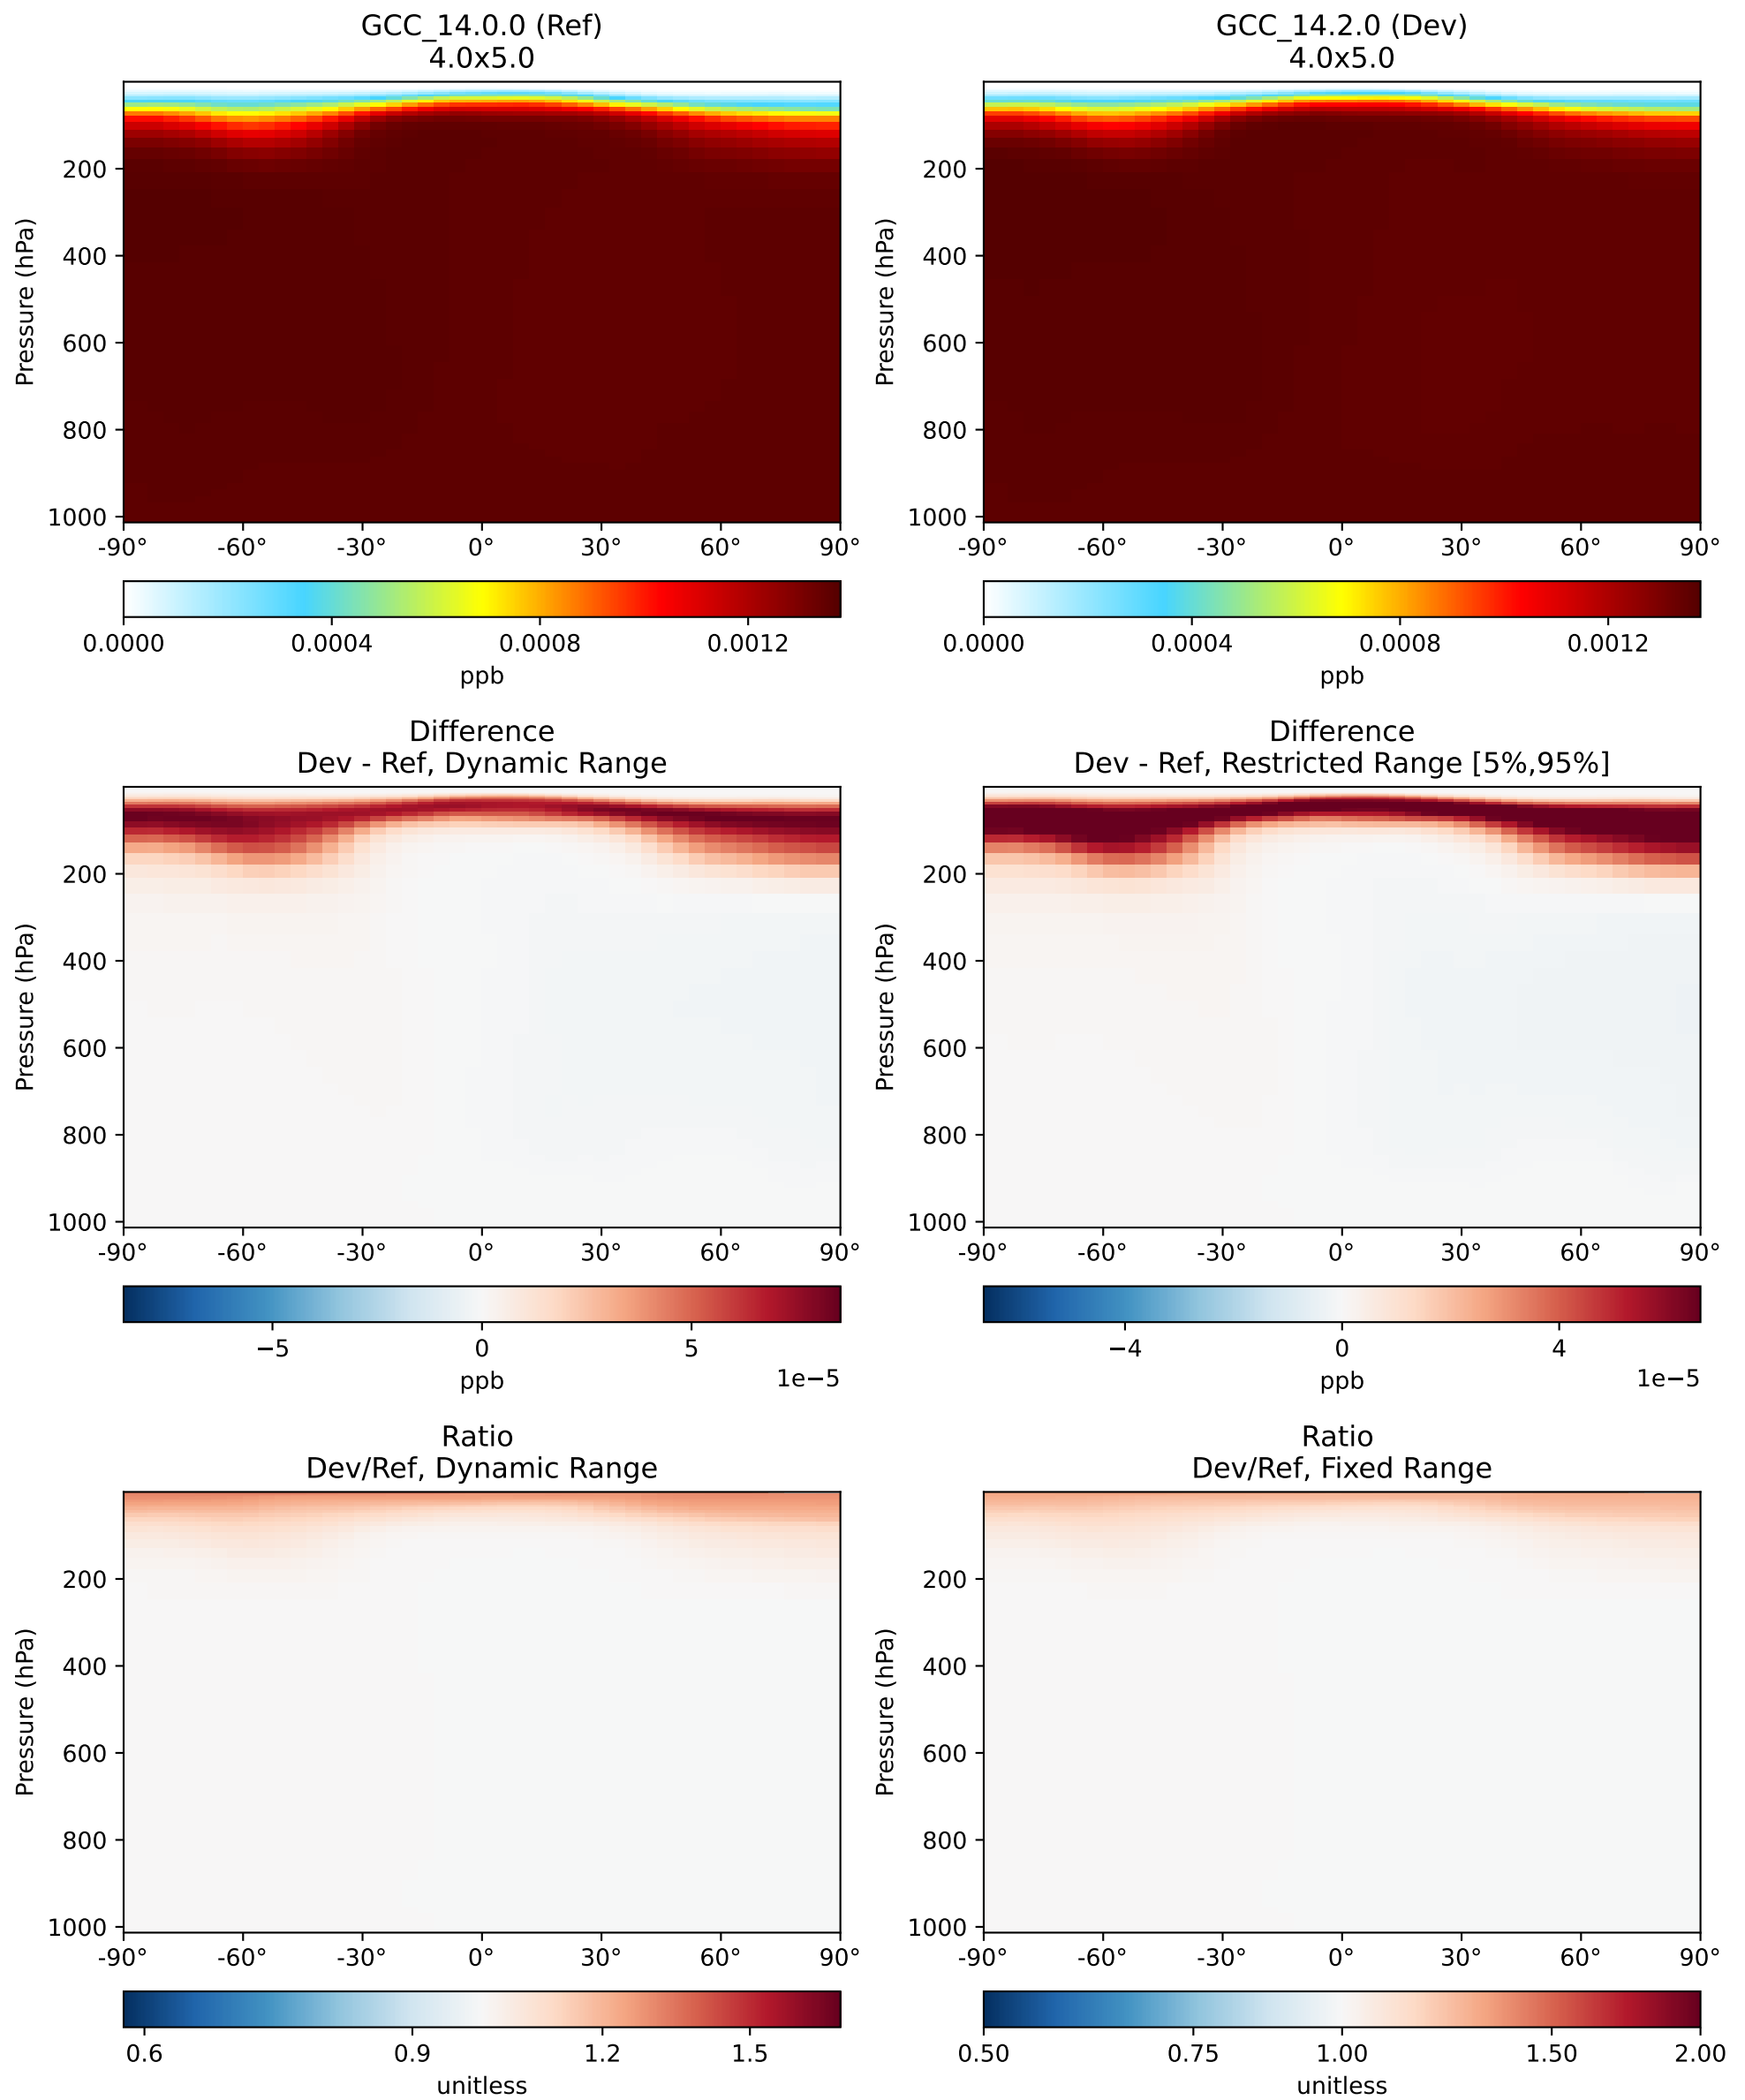 GCC_14.0.0 (Ref)
4.0x5.0
GCC_14.2.0 (Dev)
4.0x5.0
Pressure (hPa)
200
400
600
800
1000
-90° -60° -30° 0° 30° 60° 90°
Pressure (hPa)
200
400
600
800
1000
-90° -60° -30° 0° 30° 60° 90°
0.0000 0.0004 0.0008 0.0012
ppb
0.0000 0.0004 0.0008 0.0012
ppb
Difference
Dev - Ref, Dynamic Range
Difference
Dev - Ref, Restricted Range [5%,95%]
Pressure (hPa)
200
400
600
800
1000
-90° -60° -30° 0° 30° 60° 90°
Pressure (hPa)
200
400
600
800
1000
-90° -60° -30° 0° 30° 60° 90°
−5 0 5
ppb
1e−5
−4 0 4
ppb
1e−5
Ratio
Dev/Ref, Dynamic Range
Ratio
Dev/Ref, Fixed Range
Pressure (hPa)
200
400
600
800
1000
-90° -60° -30° 0° 30° 60° 90°
Pressure (hPa)
200
400
600
800
1000
-90° -60° -30° 0° 30° 60° 90°
0.6 0.9 1.2 1.5
unitless
0.50 0.75 1.00 1.50 2.00
unitless